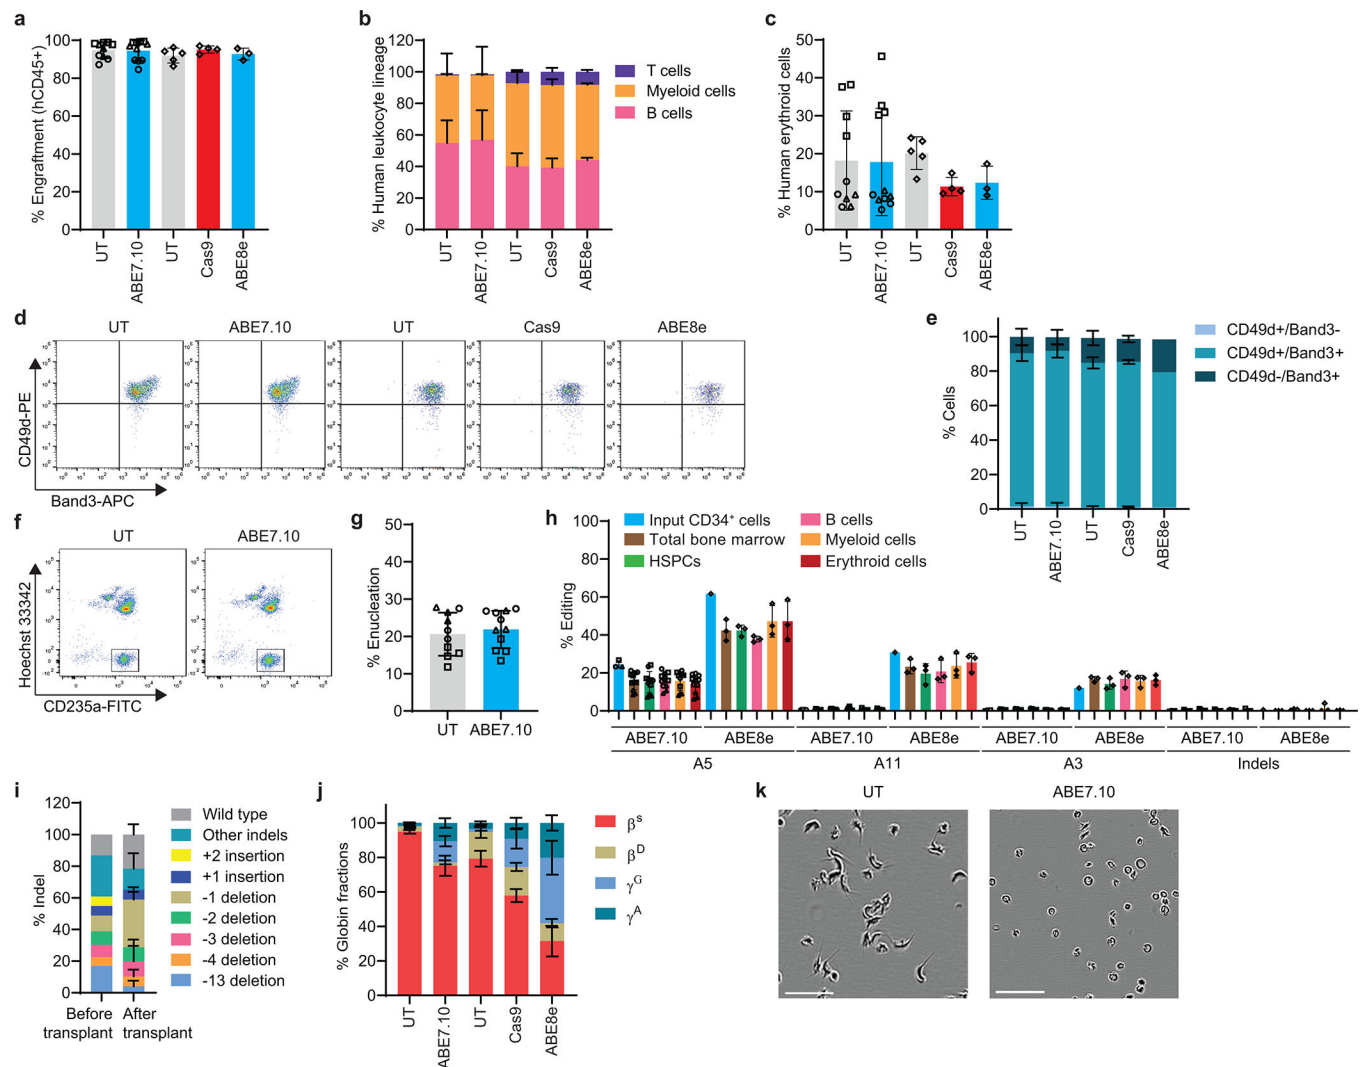 a
% Engraftment (hCD45+)
100
80
60
40
20
0
UT
ABE7.10
UT
Cas9
ABE8e
b
% Human leukocyte lineage
120
100
80
60
40
20
0
UT
ABE7.10
UT
Cas9
ABE8e
T cells
Myeloid cells
B cells
c
% Human erythroid cells
50
40
30
20
10
0
UT
ABE7.10
UT
Cas9
ABE8e
d
UT
ABE7.10
UT
Cas9
ABE8e
CD49d-PE
Band3-APC
e
% Cells
100
80
60
40
20
0
UT
ABE7.10
UT
Cas9
ABE8e
CD49d+/Band3-
CD49d+/Band3+
CD49d-/Band3+
f
UT
ABE7.10
Hoechst 33342
CD235a-FITC
g
% Enucleation
50
40
30
20
10
0
UT
ABE7.10
h
% Editing
100
80
60
40
20
0
Input CD34+ cells
Total bone marrow
HSPCs
B cells
Myeloid cells
Erythroid cells
ABE7.10
ABE8e
ABE7.10
ABE8e
ABE7.10
ABE8e
ABE7.10
ABE8e
A5
A11
A3
Indels
i
% Indel
120
100
80
60
40
20
0
Before transplant
After transplant
Wild type
Other indels
+2 insertion
+1 insertion
-1 deletion
-2 deletion
-3 deletion
-4 deletion
-13 deletion
j
% Globin fractions
100
80
60
40
20
0
UT
ABE7.10
UT
Cas9
ABE8e
βS
βD
γG
γA
k
UT
ABE7.10